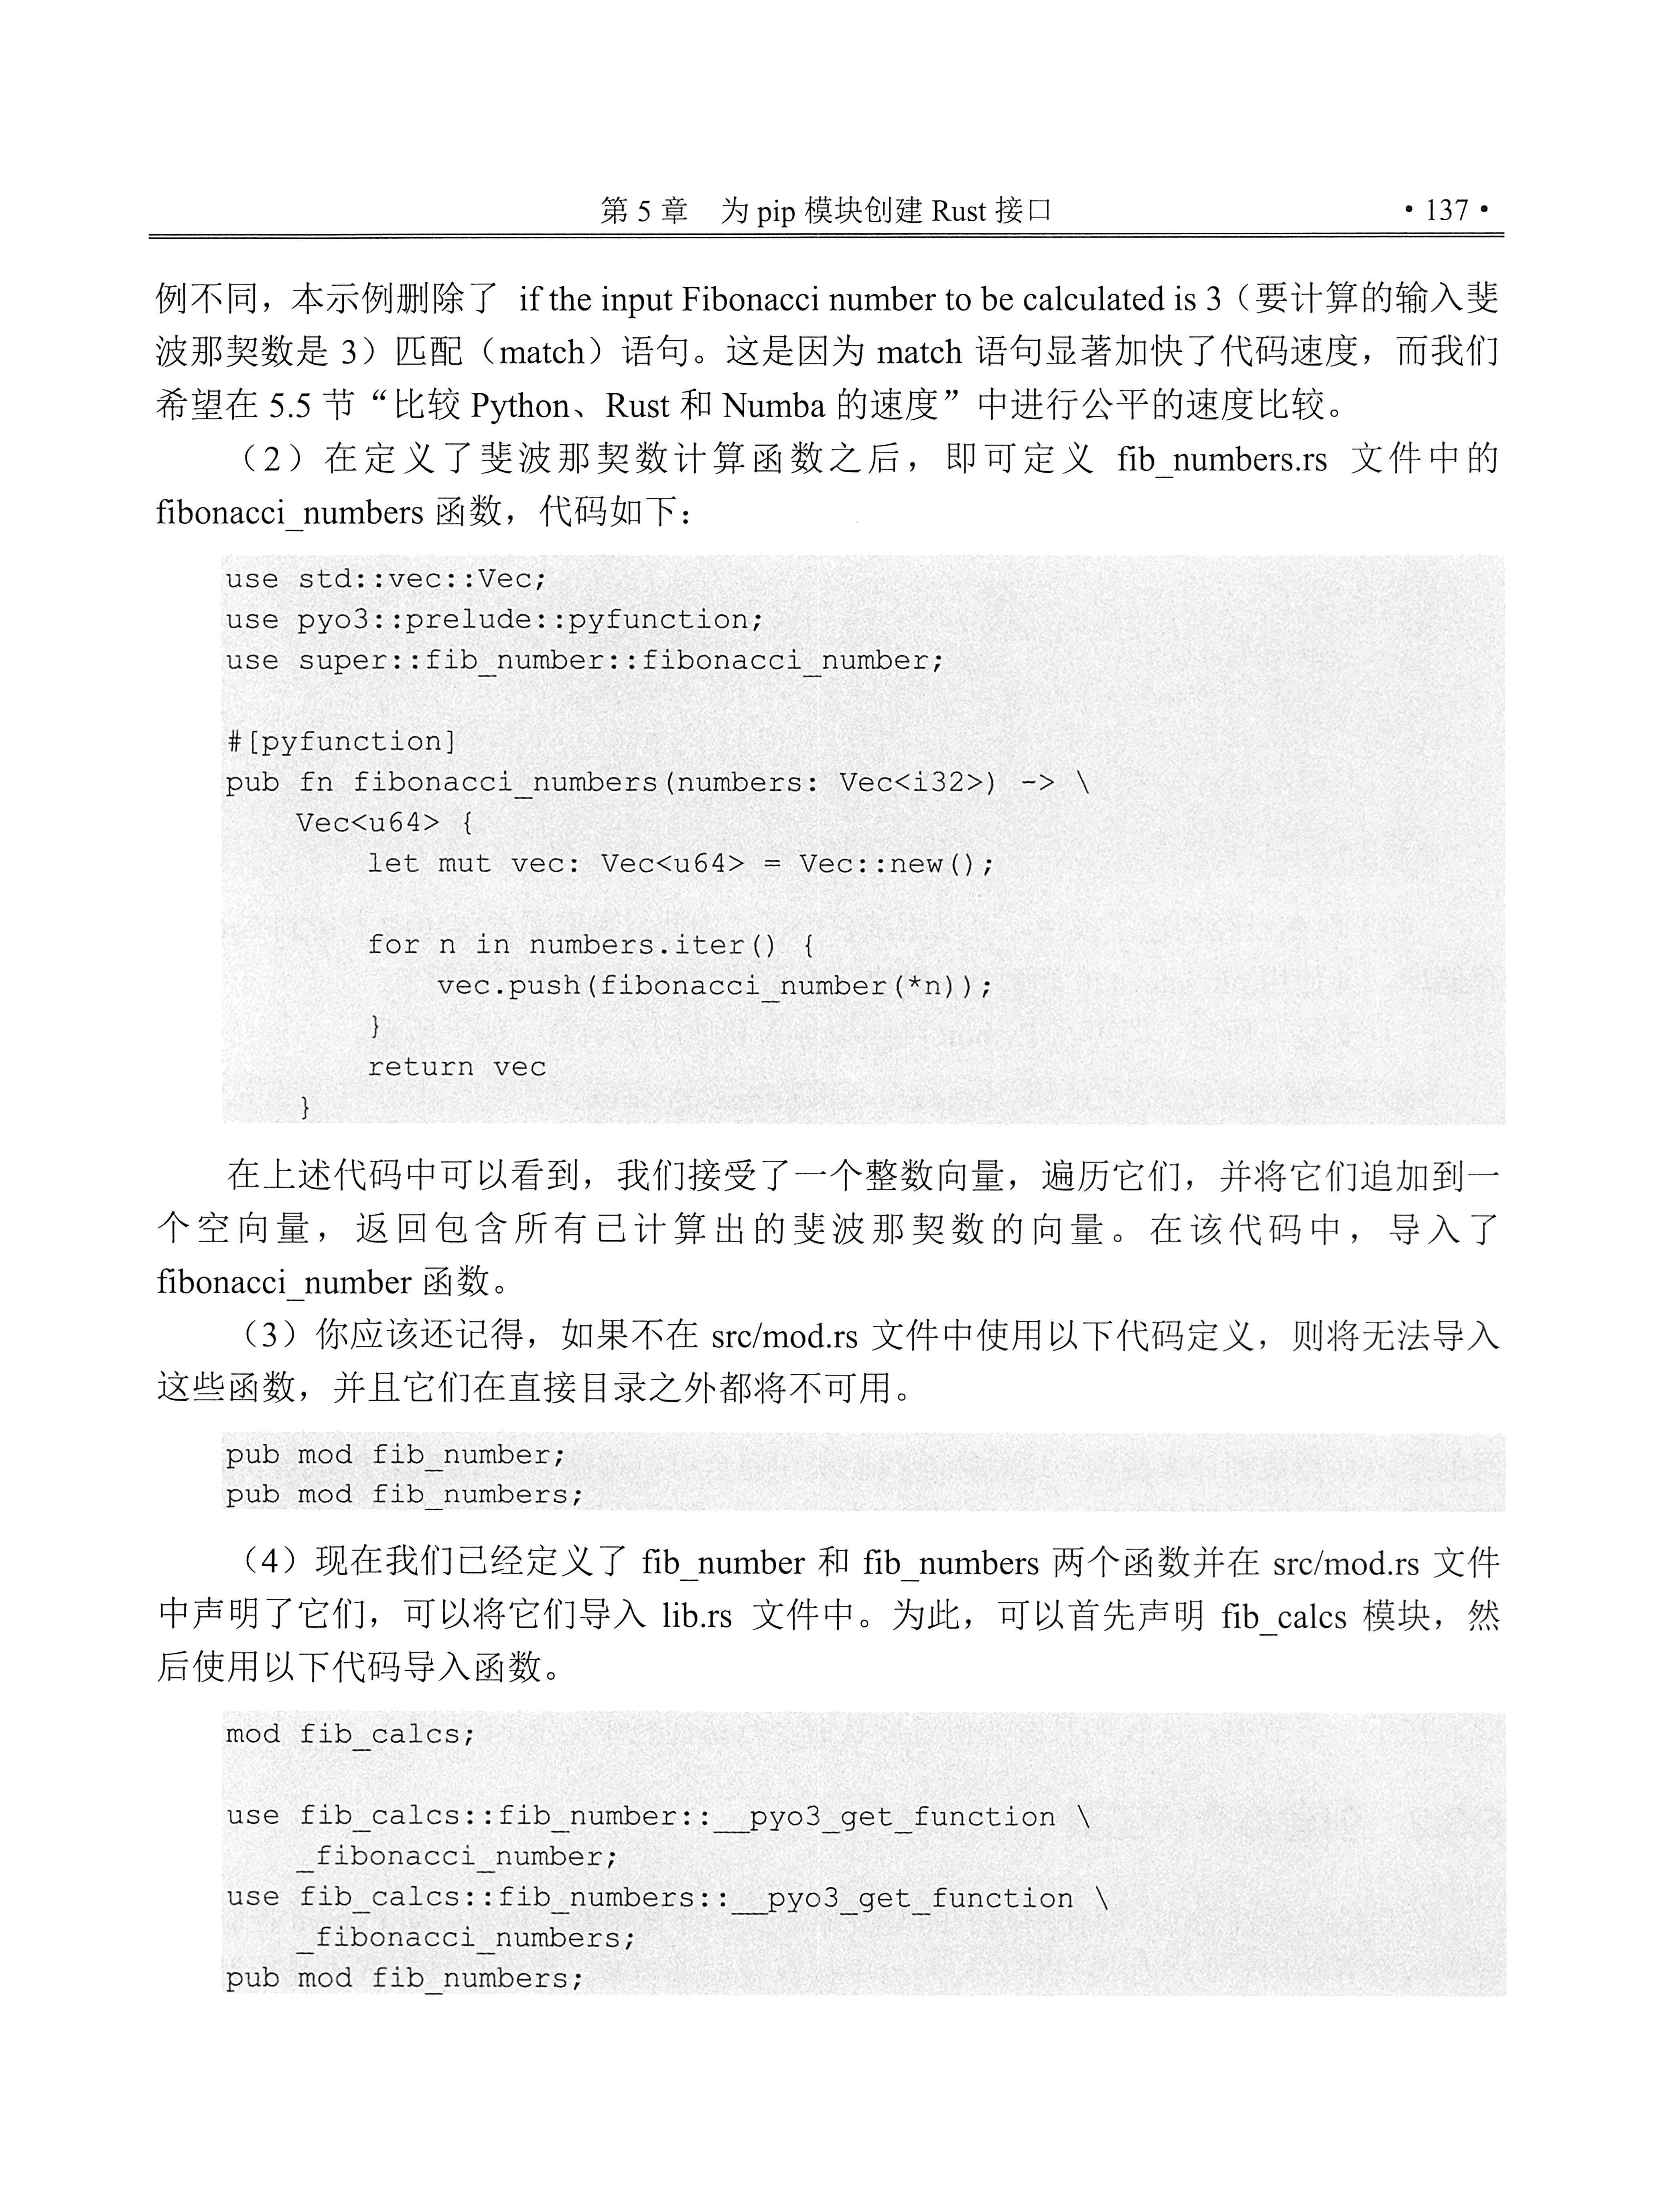 第 5 章　为 pip 模块创建 Rust 接口　• 137 •
例不同，本示例删除了 if the input Fibonacci number to be calculated is 3（要计算的输入斐
波那契数是 3）匹配（match）语句。这是因为 match 语句显著加快了代码速度，而我们
希望在 5.5 节“比较 Python、Rust 和 Numba 的速度”中进行公平的速度比较。
（2）在定义了斐波那契数计算函数之后，即可定义 fib_numbers.rs 文件中的
fibonacci_numbers 函数，代码如下：
use std::vec::Vec;
use pyo3::prelude::pyfunction;
use super::fib_number::fibonacci_number;
#[pyfunction]
pub fn fibonacci_numbers(numbers: Vec<i32>) -> \
    Vec<u64> {
        let mut vec: Vec<u64> = Vec::new();
        for n in numbers.iter() {
            vec.push(fibonacci_number(*n));
        }
        return vec
    }
在上述代码中可以看到，我们接受了一个整数向量，遍历它们，并将它们追加到一
个空向量，返回包含所有已计算出的斐波那契数的向量。在该代码中，导入了
fibonacci_number 函数。
（3）你应该还记得，如果不在 src/mod.rs 文件中使用以下代码定义，则将无法导入
这些函数，并且它们在直接目录之外都将不可用。
pub mod fib_number;
pub mod fib_numbers;
（4）现在我们已经定义了 fib_number 和 fib_numbers 两个函数并在 src/mod.rs 文件
中声明了它们，可以将它们导入 lib.rs 文件中。为此，可以首先声明 fib_calcs 模块，然
后使用以下代码导入函数。
mod fib_calcs;
use fib_calcs::fib_number::__pyo3_get_function \
    _fibonacci_number;
use fib_calcs::fib_numbers::__pyo3_get_function \
    _fibonacci_numbers;
pub mod fib_numbers;